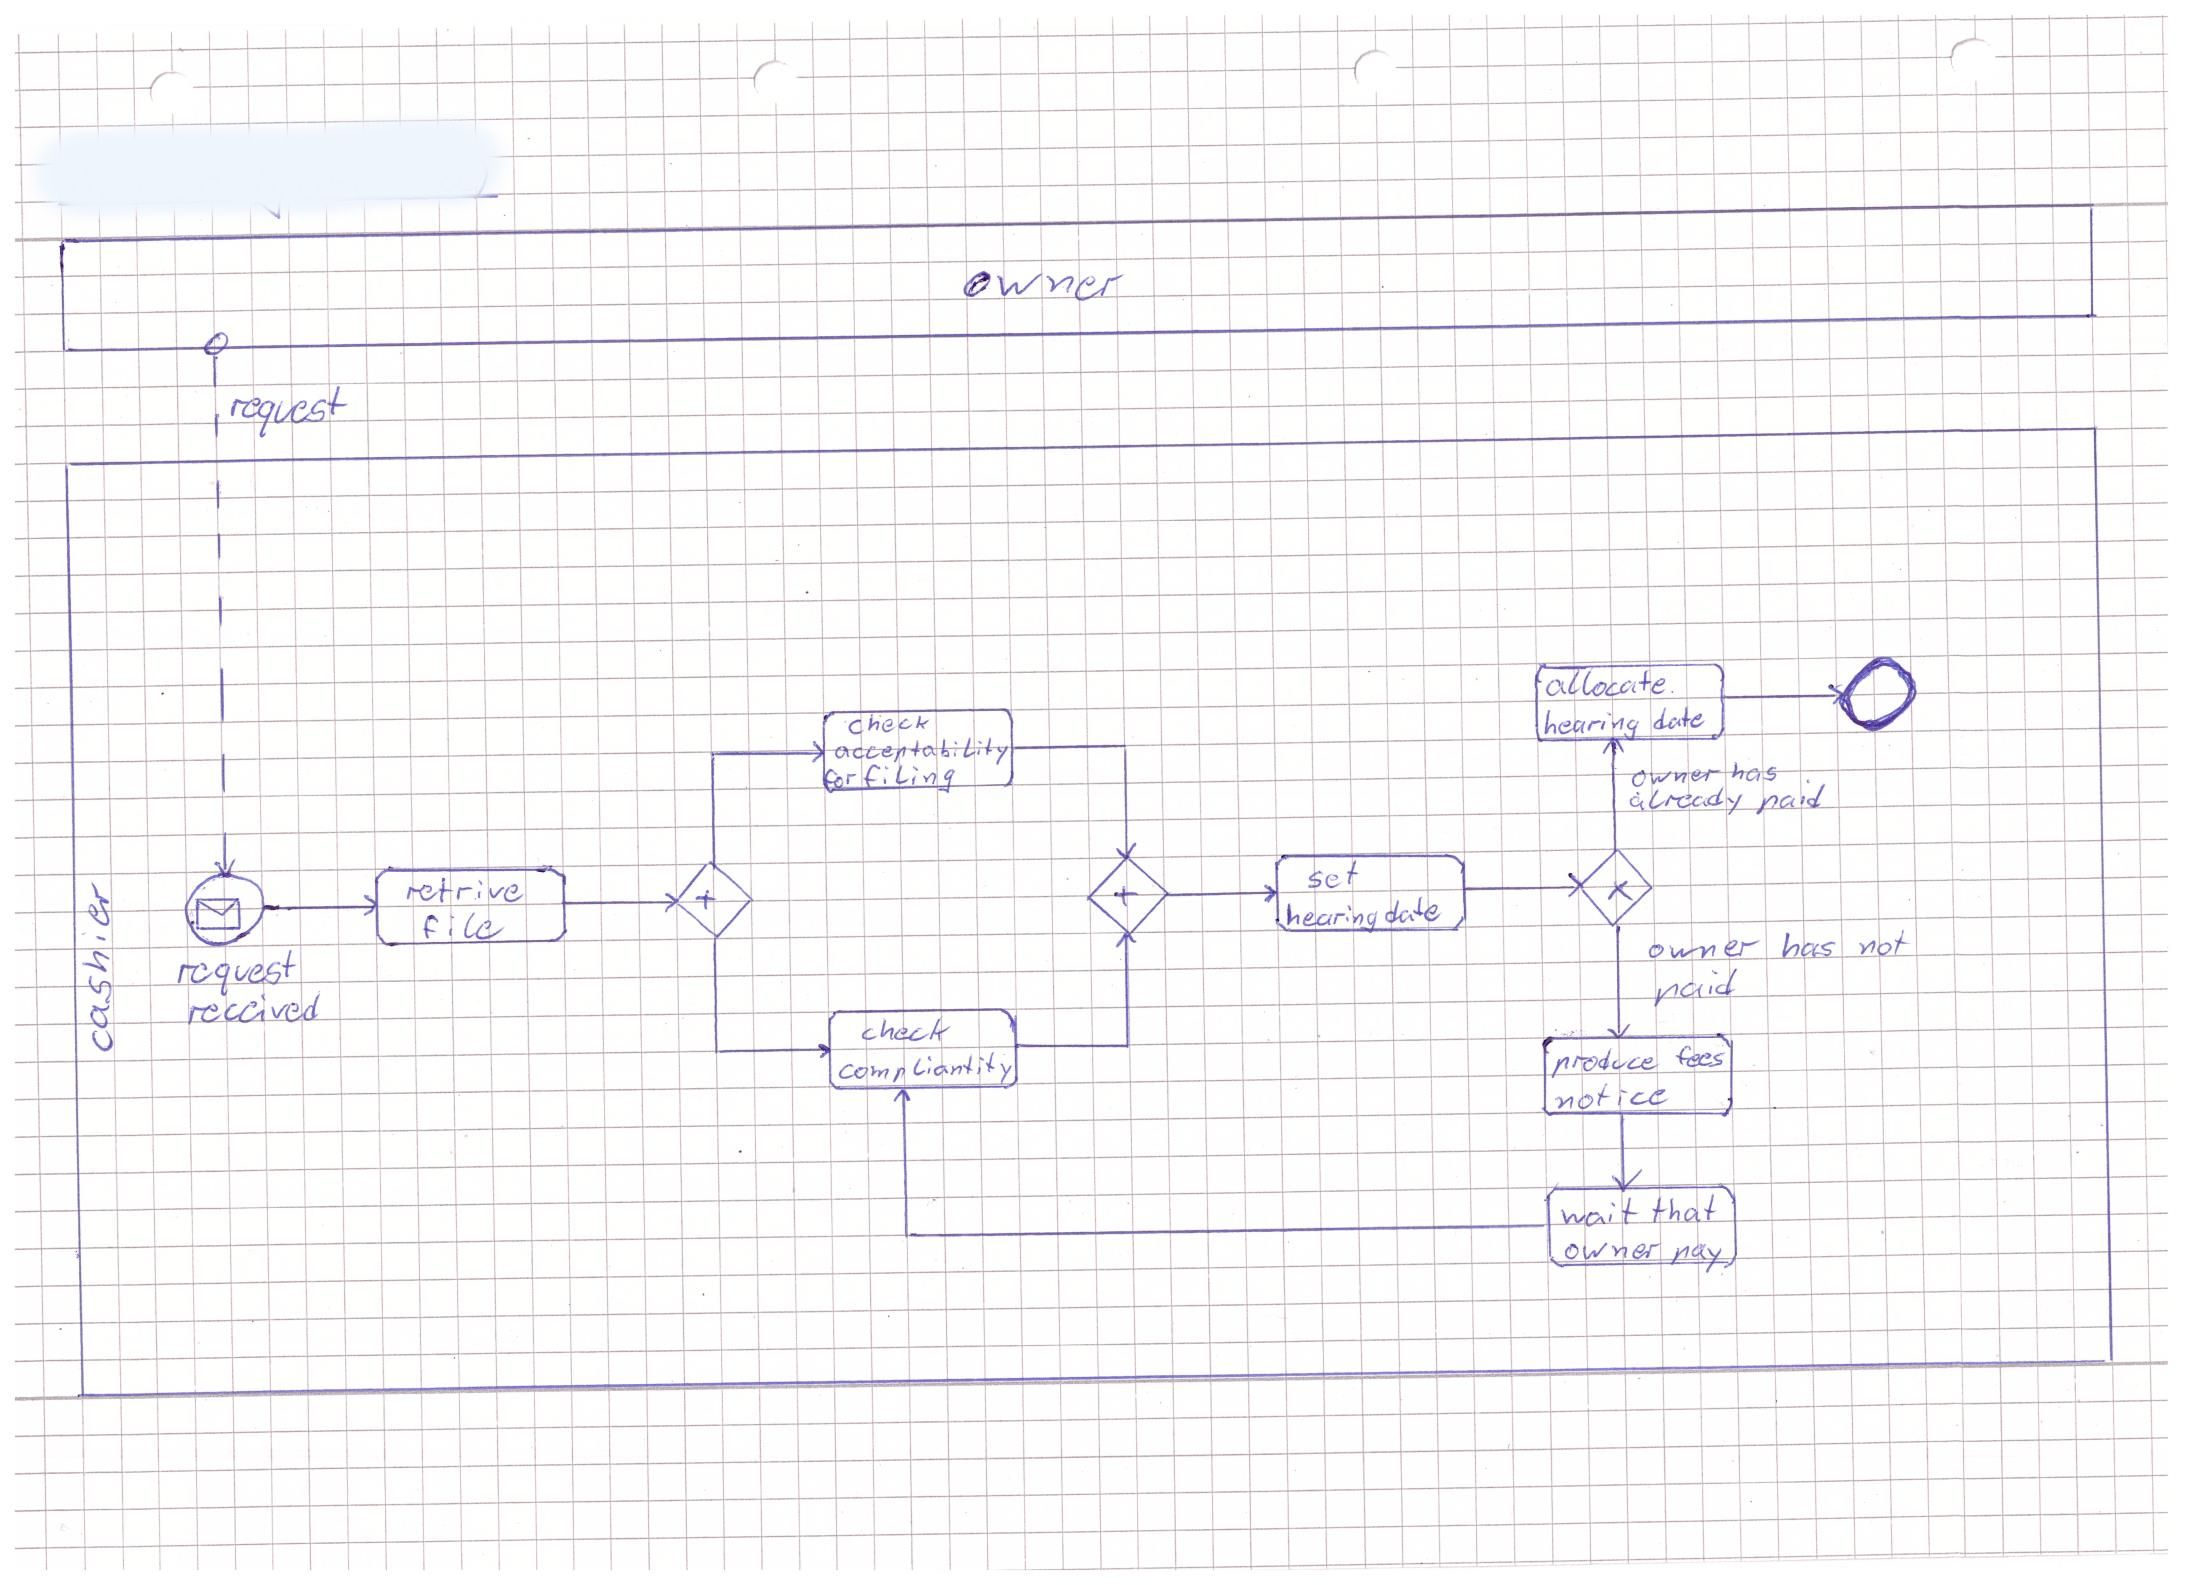 owner
request
cashier
request
received
retrive
file
check
acceptability
for filing
check
compliantity
set
hearing date
allocate
hearing date
owner has
already paid
owner has not
paid
produce fees
notice
wait that
owner pay